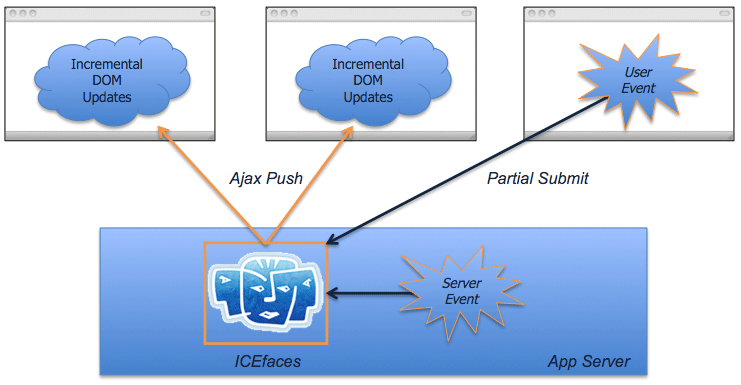 Incremental
DOM
Updates
Incremental
DOM
Updates
User
Event
Ajax Push
Partial Submit
Server
Event
ICEfaces
App Server